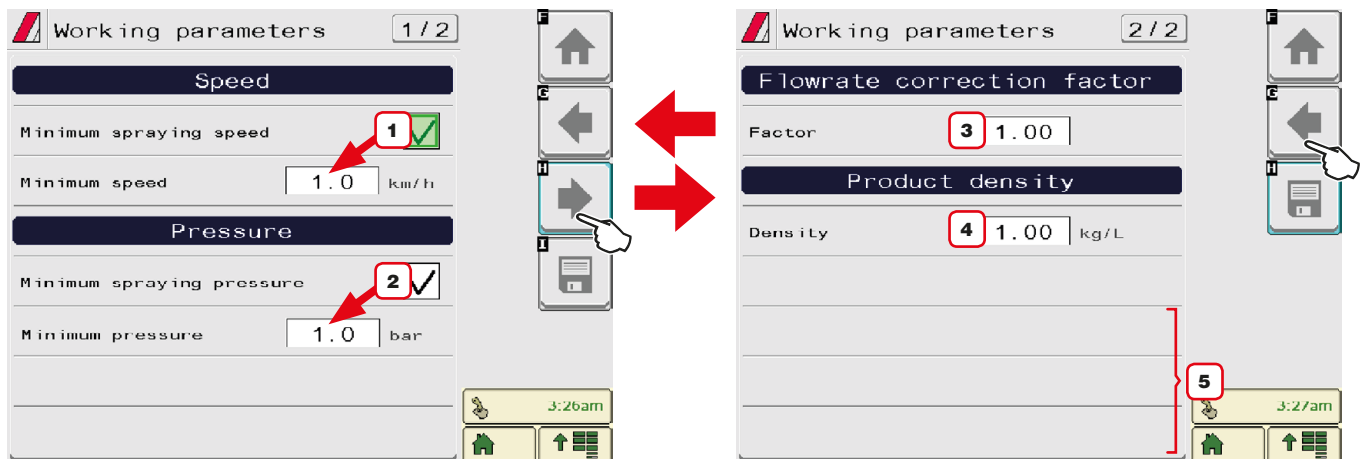 Working parameters 1/2
F
Speed
G
Minimum spraying speed 1
Minimum speed 1.0 km/h
H
Pressure
I
Minimum spraying pressure 2
Minimum pressure 1.0 bar
3:26am
Working parameters 2/2
F
Flowrate correction factor
G
Factor 3 1.00
H
Product density
Density 4 1.00 kg/L
5
3:27am